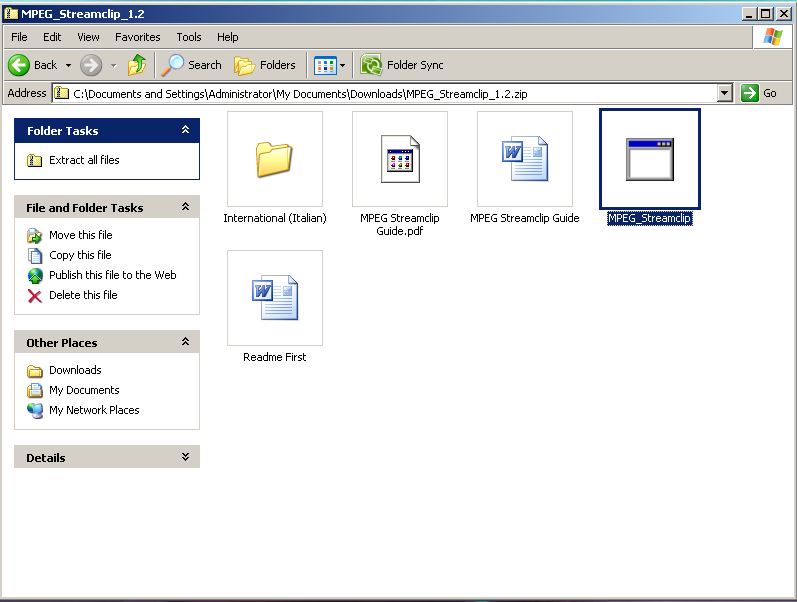 MPEG_Streamclip_1.2
File Edit View Favorites Tools Help
Back Search Folders Folder Sync
Address C:\Documents and Settings\Administrator\My Documents\Downloads\MPEG_Streamclip_1.2.zip Go
Folder Tasks
Extract all files
File and Folder Tasks
Move this file
Copy this file
Publish this file to the Web
Delete this file
Other Places
Downloads
My Documents
My Network Places
Details
International (Italian)
MPEG Streamclip
Guide.pdf
MPEG Streamclip Guide
MPEG_Streamclip
Readme First